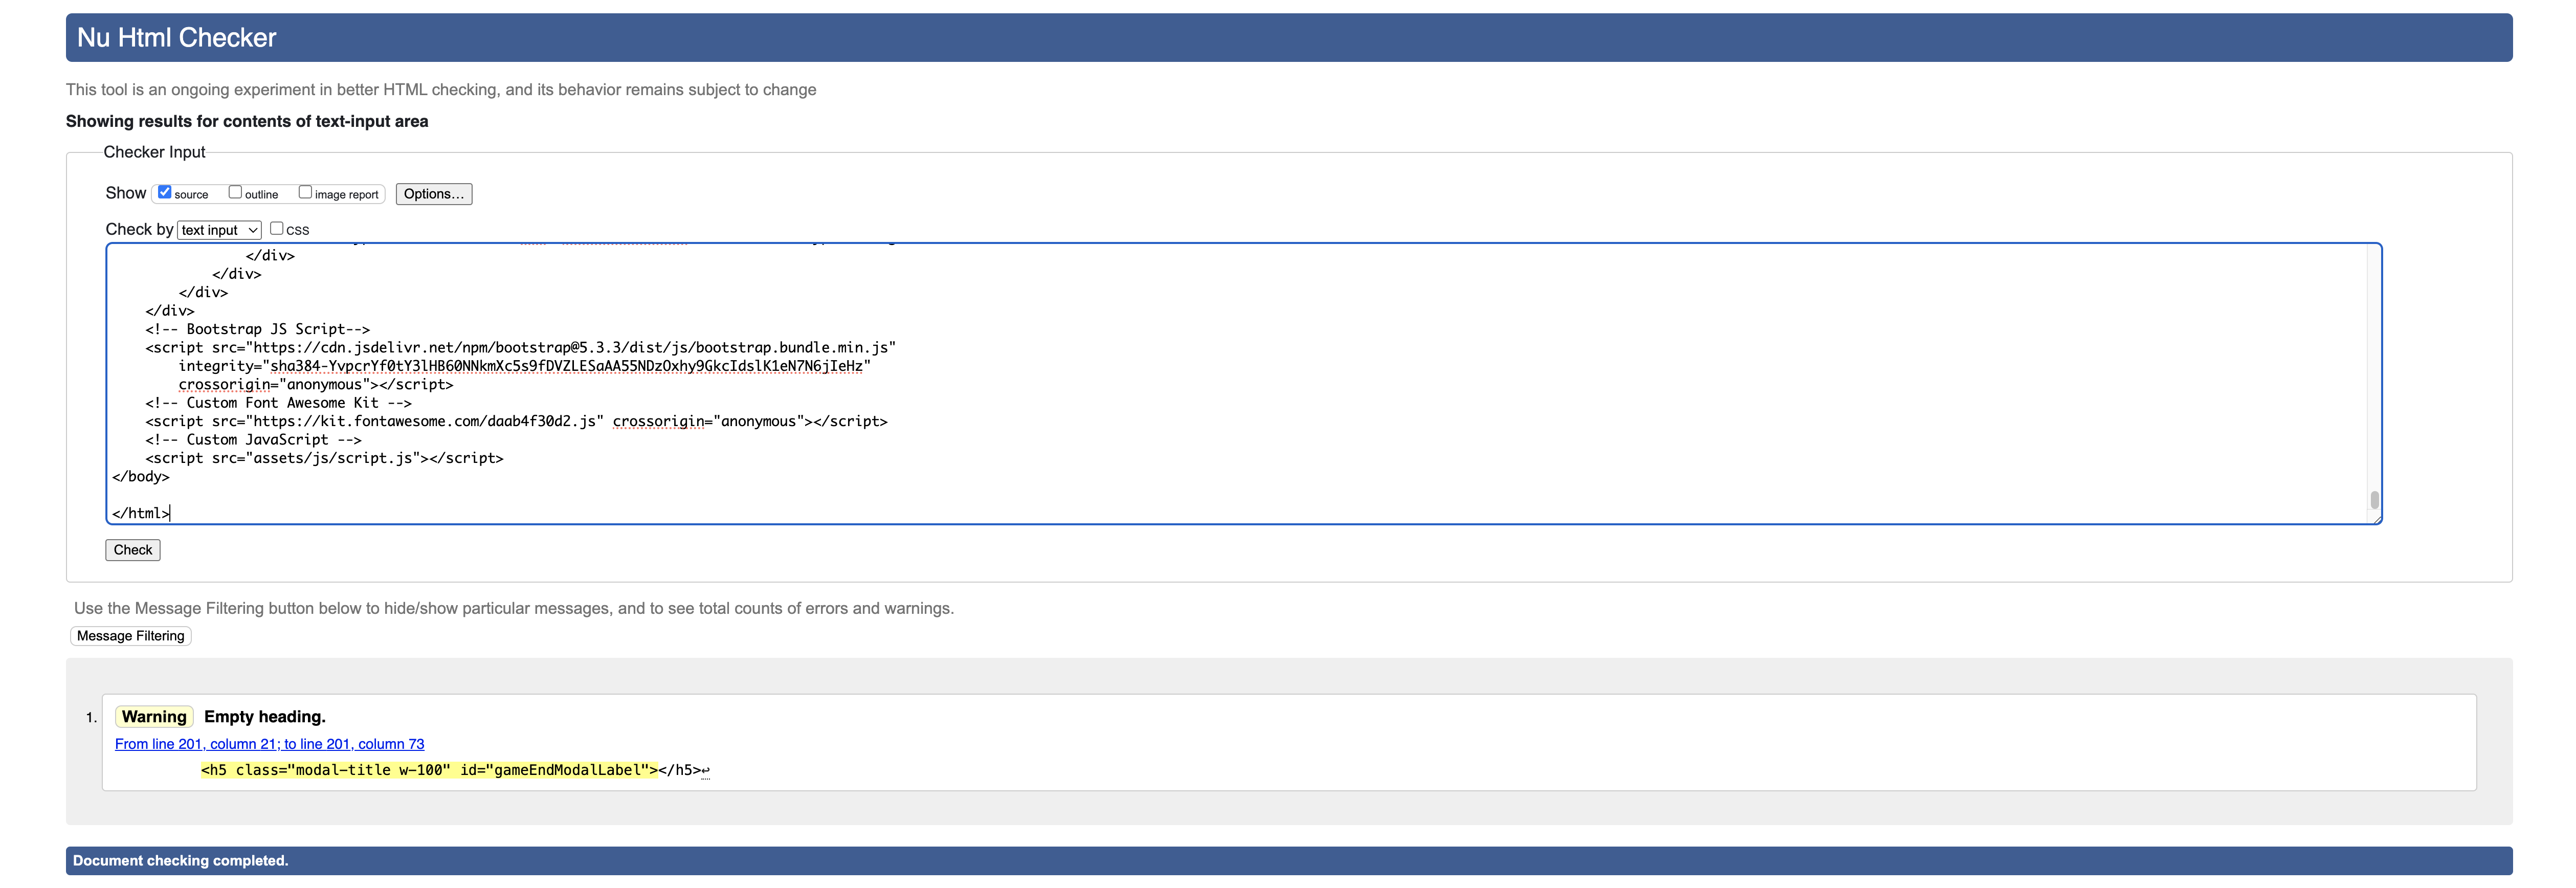 Nu Html Checker
This tool is an ongoing experiment in better HTML checking, and its behavior remains subject to change
Showing results for contents of text-input area
Checker Input
Show source outline image report Options...
Check by text input CSS
</div>
</div>
</div>
</div>
<!-- Bootstrap JS Script-->
<script src="https://cdn.jsdelivr.net/npm/bootstrap@5.3.3/dist/js/bootstrap.bundle.min.js"
integrity="sha384-YvpcrYf0tY3lHB60NNkmXc5s9fDVZLESaAA55NDzOxhy9GkcIdslK1eN7N6jIeHz"
crossorigin="anonymous"></script>
<!-- Custom Font Awesome Kit -->
<script src="https://kit.fontawesome.com/daab4f30d2.js" crossorigin="anonymous"></script>
<!-- Custom JavaScript -->
<script src="assets/js/script.js"></script>
</body>
</html>
Check
Use the Message Filtering button below to hide/show particular messages, and to see total counts of errors and warnings.
Message Filtering
1. Warning Empty heading.
From line 201, column 21; to line 201, column 73
<h5 class="modal-title w-100" id="gameEndModalLabel"></h5>↩
Document checking completed.